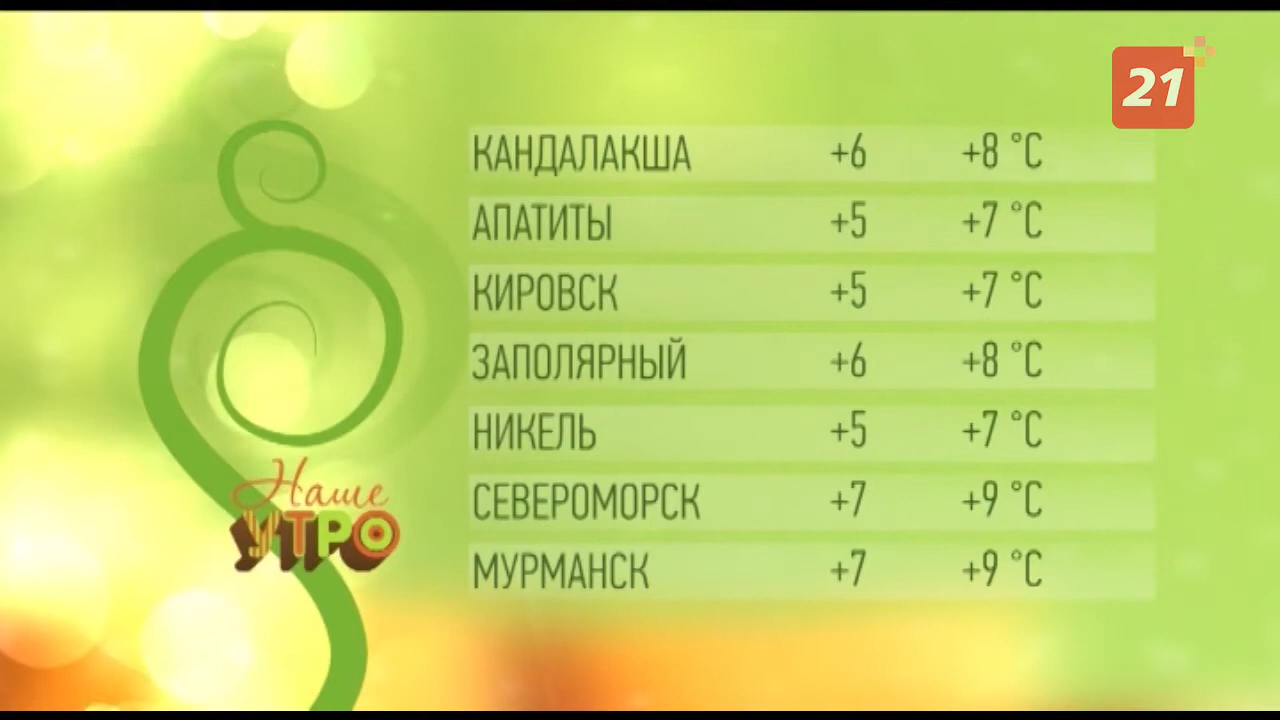 21
КАНДАЛАКША +6 +8 °C
АПАТИТЫ +5 +7 °C
КИРОВСК +5 +7 °C
ЗАПОЛЯРНЫЙ +6 +8 °C
НИКЕЛЬ +5 +7 °C
СЕВЕРОМОРСК +7 +9 °C
МУРМАНСК +7 +9 °C
Наше
УТРО